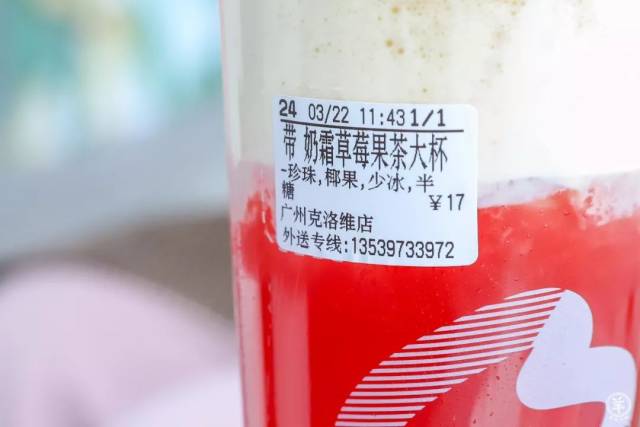 24 03/22 11:43 1/1
带 奶霜草莓果茶大杯
-珍珠,椰果,少冰,半
糖 ¥17
广州克洛维店
外送专线:13539733972